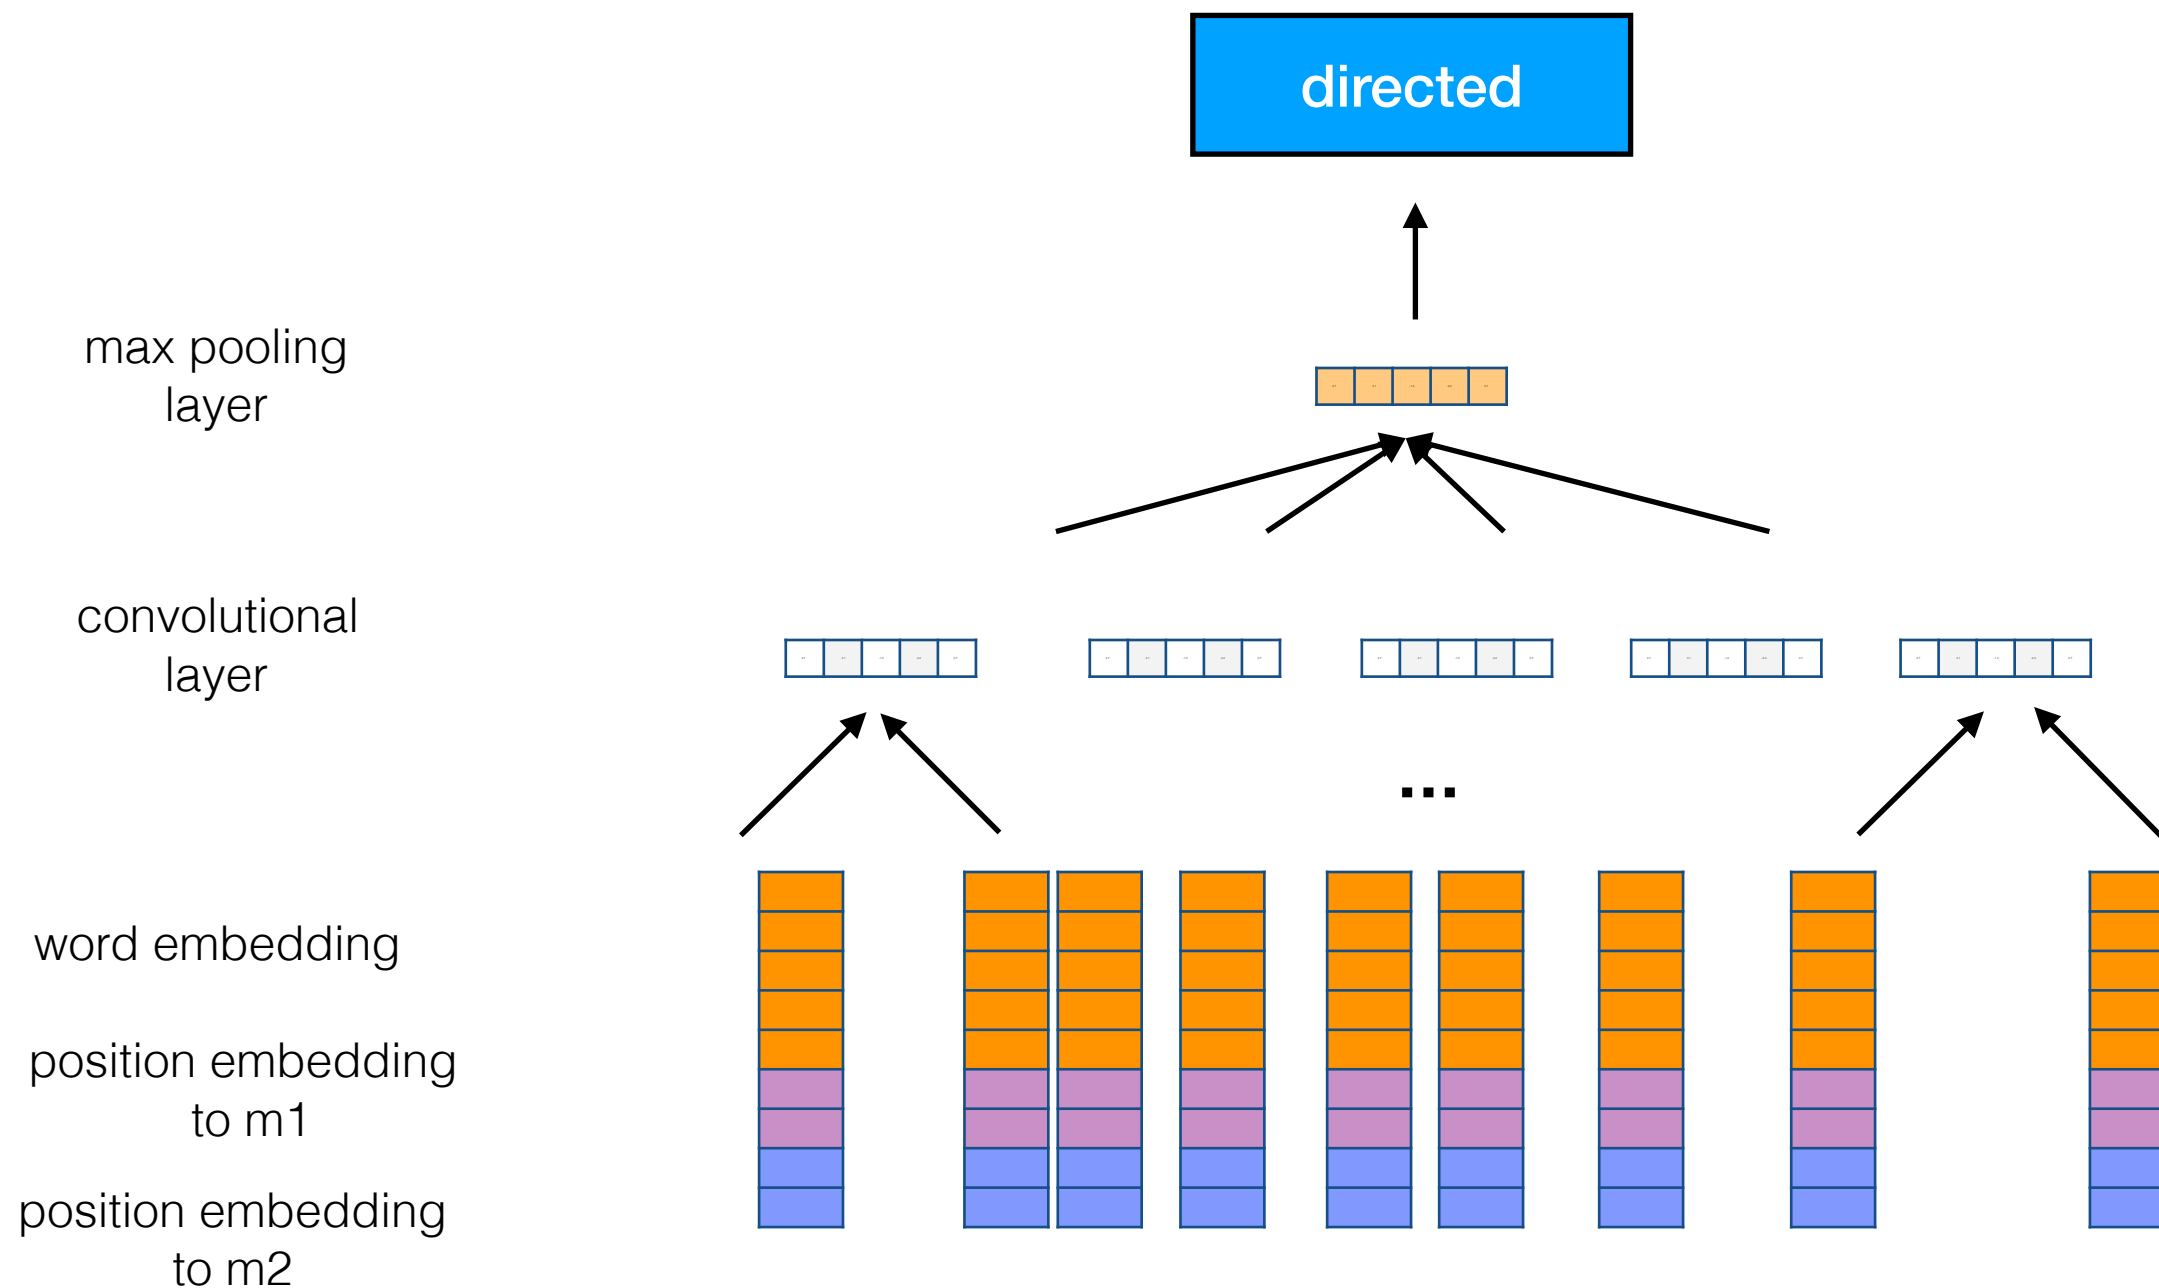 directed
max pooling
layer
convolutional
layer
...
word embedding
position embedding
to m1
position embedding
to m2